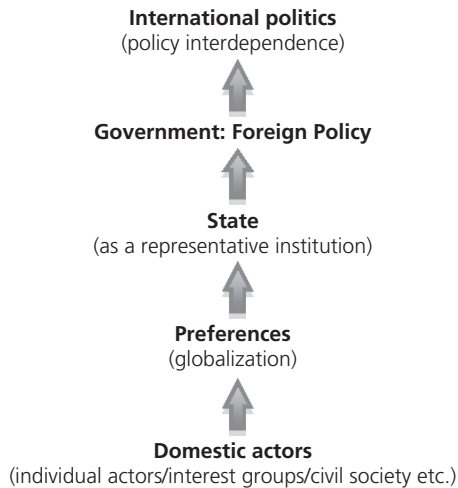 International politics
(policy interdependence)
Government: Foreign Policy
State
(as a representative institution)
Preferences
(globalization)
Domestic actors
(individual actors/interest groups/civil society etc.)